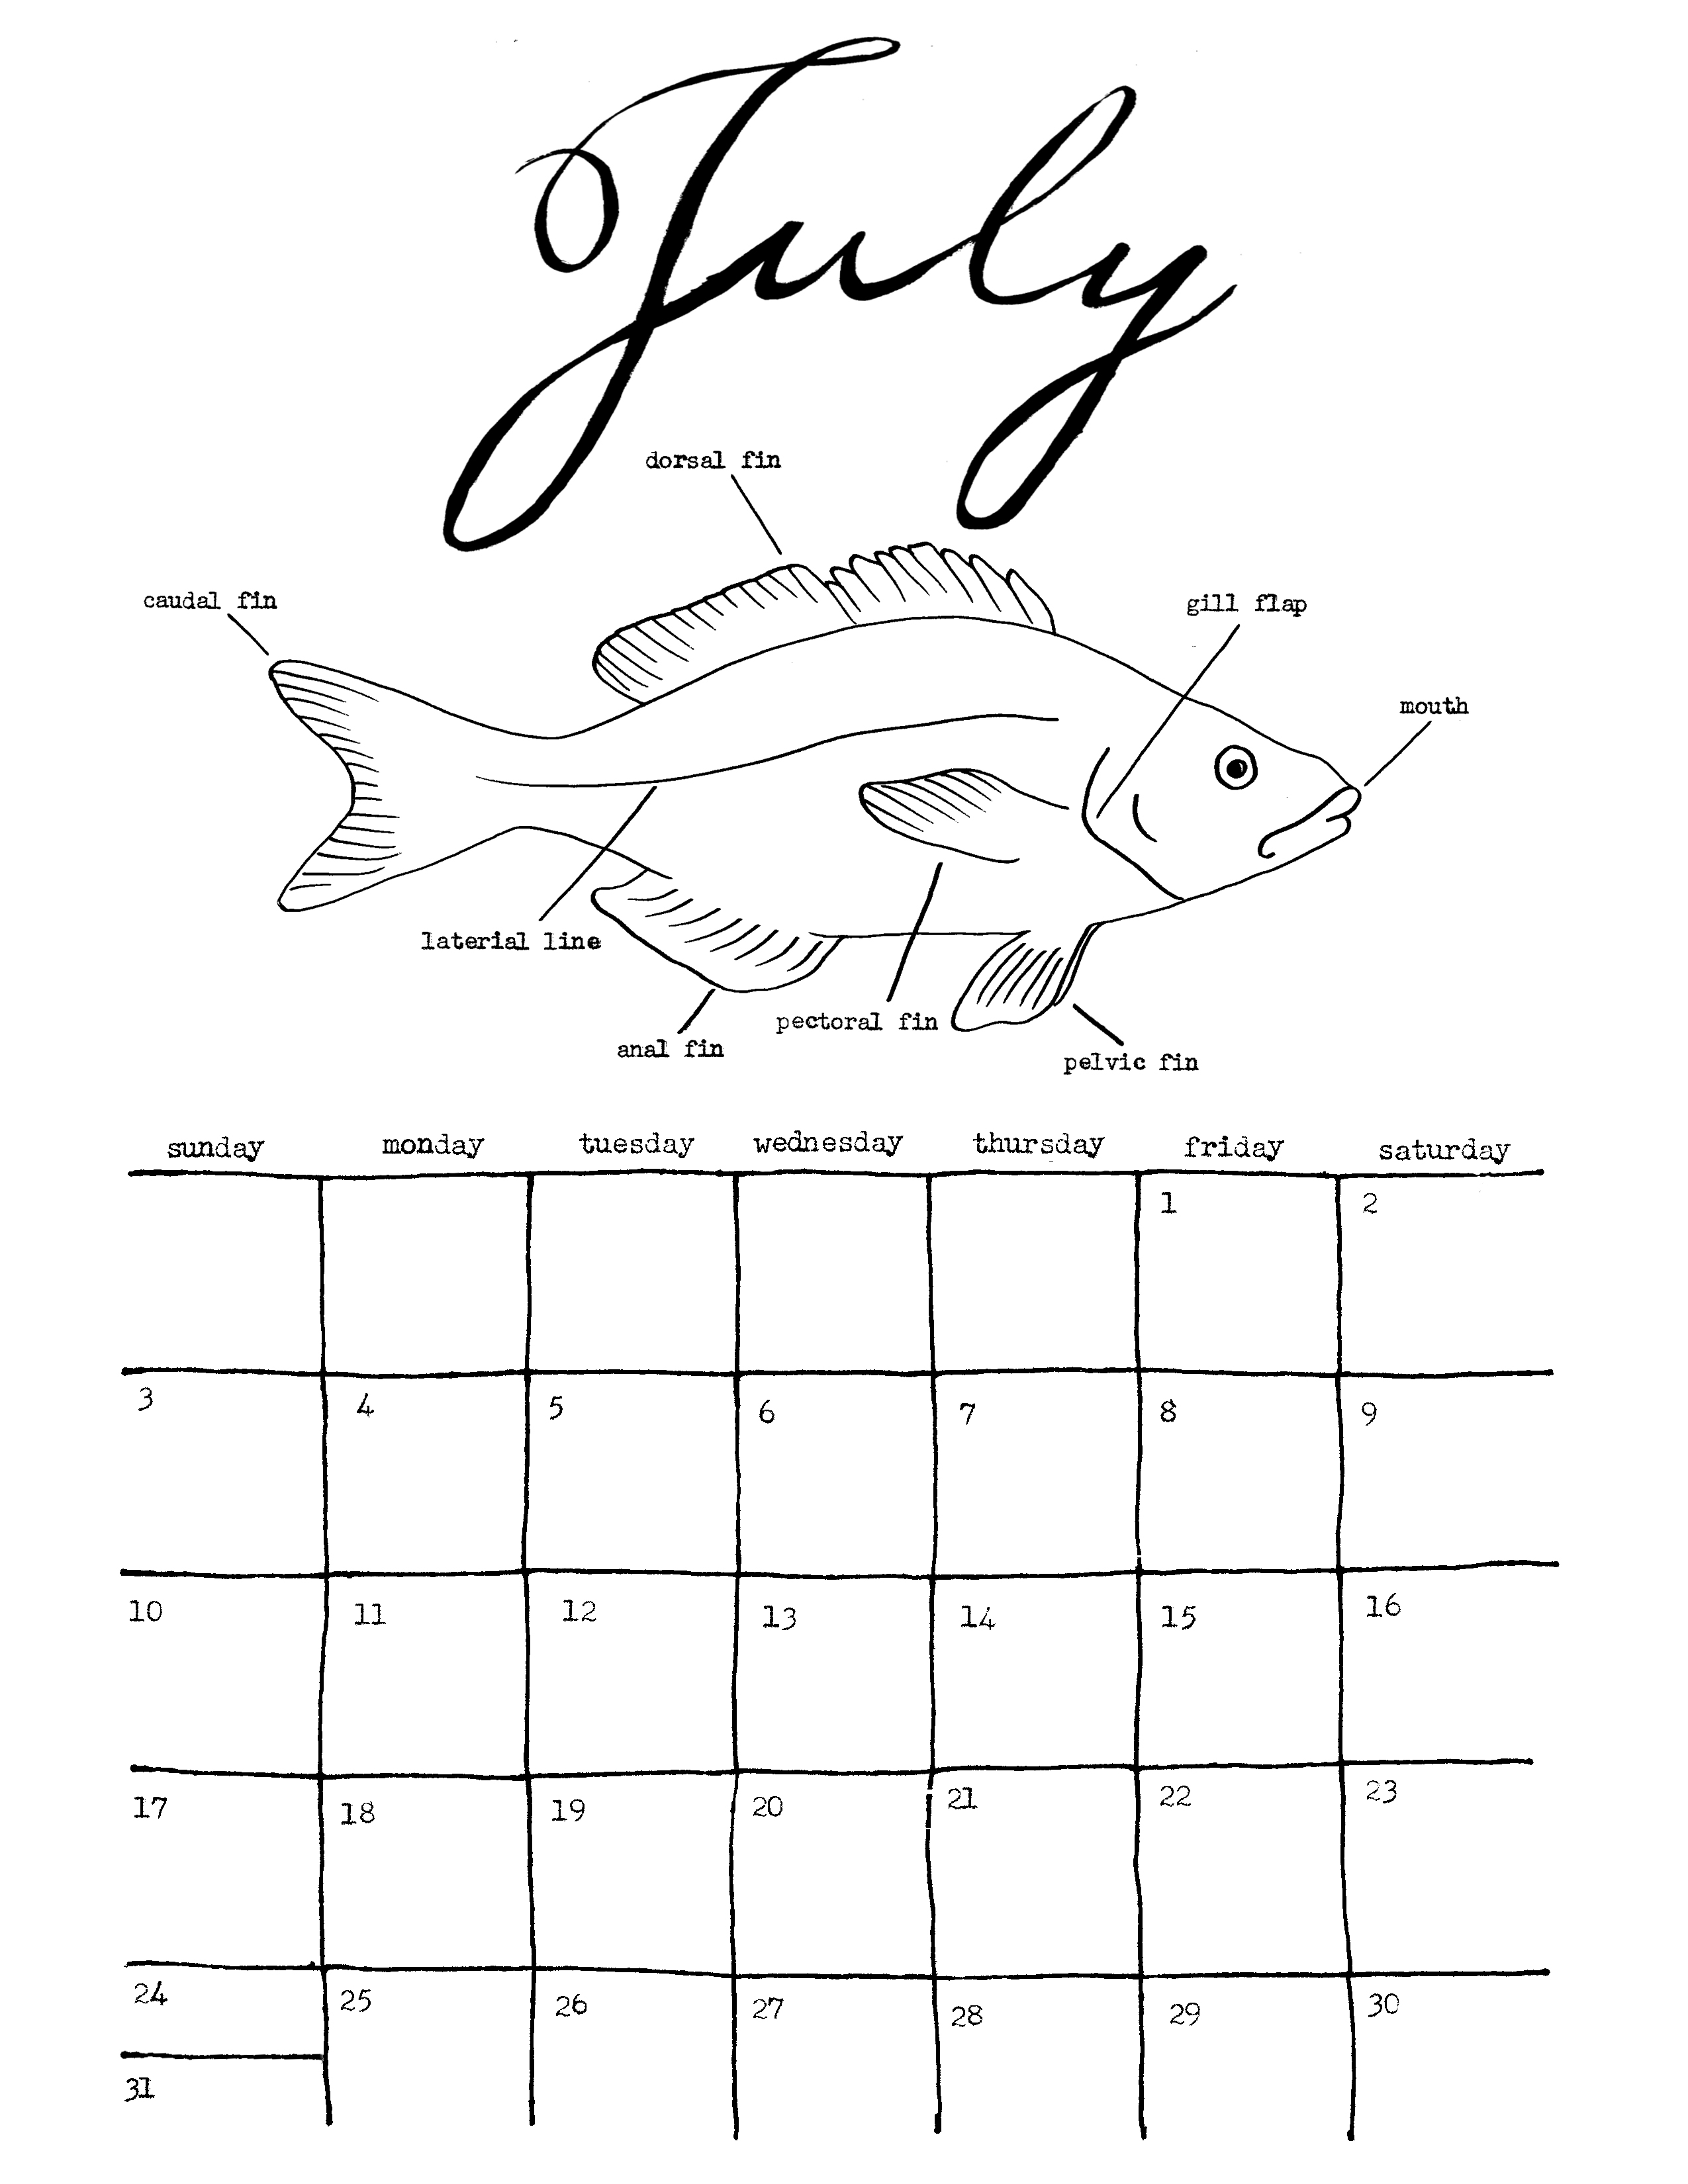 July
dorsal fin
caudal fin
gill flap
mouth
laterial line
pectoral fin
anal fin
pelvic fin
sunday monday tuesday wednesday thursday friday saturday
1 2
3 4 5 6 7 8 9
10 11 12 13 14 15 16
17 18 19 20 21 22 23
24 25 26 27 28 29 30
31